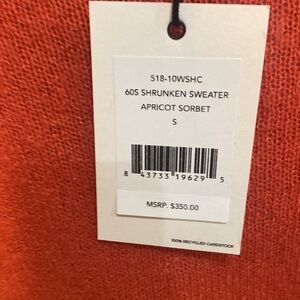 518-10WSHC
60S SHRUNKEN SWEATER
APRICOT SORBET
S
8 43733 19629 5
MSRP: $350.00
100% RECYCLED CARDSTOCK